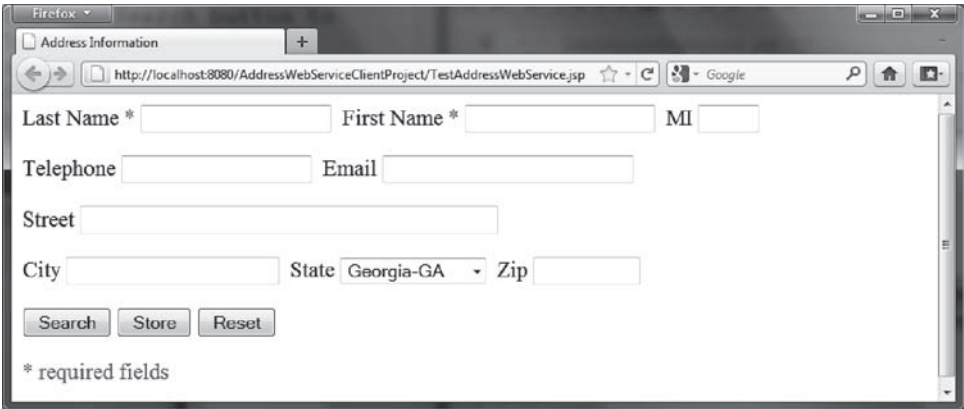 Firefox
Address Information
http://localhost:8080/AddressWebServiceClientProject/TestAddressWebService.jsp
Google
Last Name * First Name * MI
Telephone Email
Street
City State Georgia-GA Zip
Search Store Reset
* required fields